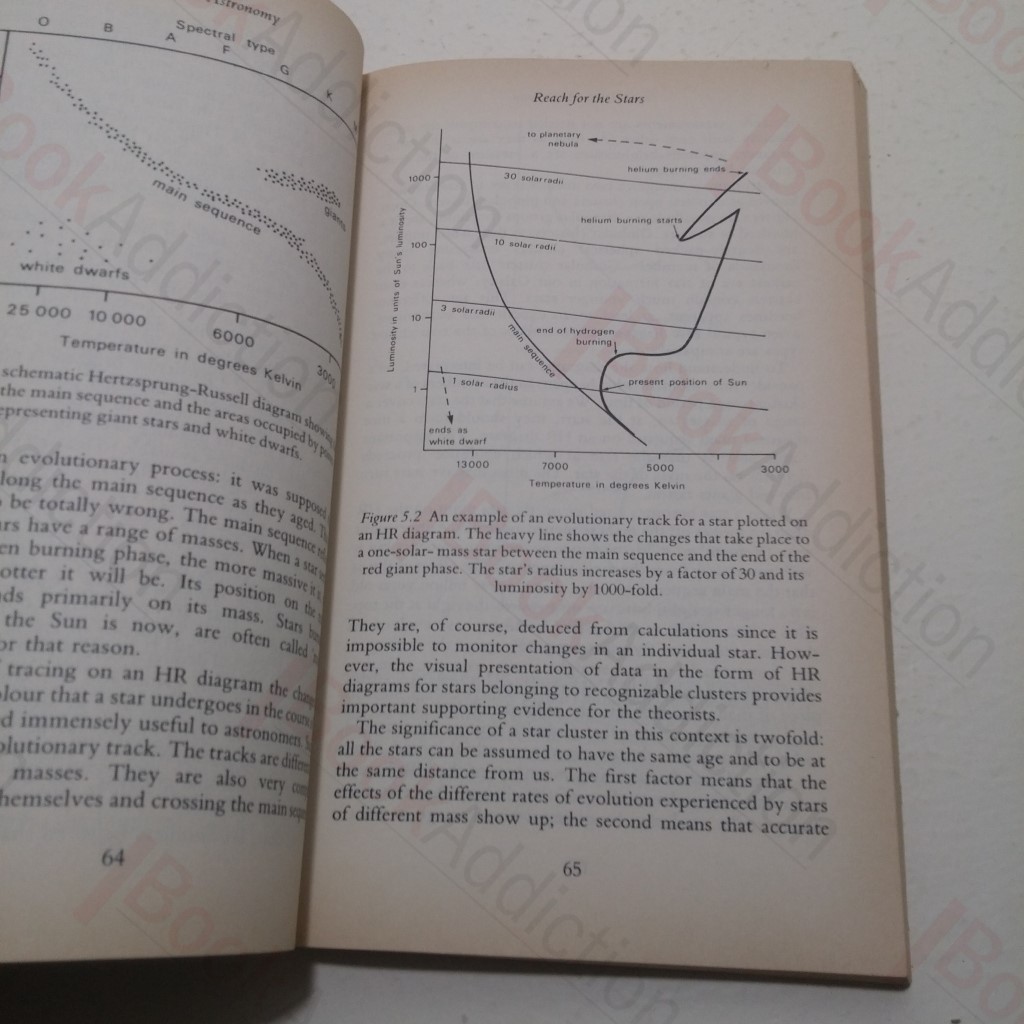 Astronomy
Spectral type
O B A F G K
main sequence
giants
white dwarfs
25 000 10 000 6000 3000
Temperature in degrees Kelvin
schematic Hertzsprung-Russell diagram
the main sequence and the areas occupied by
representing giant stars and white dwarfs.
evolutionary process: it was supposed
along the main sequence as they aged.
be totally wrong. The main sequence
stars have a range of masses. When a star
burning phase, the more massive it is
hotter it will be. Its position on the
primarily on its mass. Stars
the Sun is now, are often called
for that reason.
tracing on an HR diagram the
colour that a star undergoes in the
immensely useful to astronomers.
evolutionary track. The tracks are
masses. They are also very
themselves and crossing the main
64
Reach for the Stars
to planetary
nebula
helium burning ends
30 solar radii
1000
helium burning starts
10 solar radii
100
Luminosity in units of Sun's luminosity
3 solar radii
10
main sequence
end of hydrogen
burning
1 solar radius
present position of Sun
1
ends as
white dwarf
13000 7000 5000 3000
Temperature in degrees Kelvin
Figure 5.2 An example of an evolutionary track for a star plotted on
an HR diagram. The heavy line shows the changes that take place to
a one-solar- mass star between the main sequence and the end of the
red giant phase. The star's radius increases by a factor of 30 and its
luminosity by 1000-fold.
They are, of course, deduced from calculations since it is
impossible to monitor changes in an individual star. How-
ever, the visual presentation of data in the form of HR
diagrams for stars belonging to recognizable clusters provides
important supporting evidence for the theorists.
The significance of a star cluster in this context is twofold:
all the stars can be assumed to have the same age and to be at
the same distance from us. The first factor means that the
effects of the different rates of evolution experienced by stars
of different mass show up; the second means that accurate
65
BookAddiction